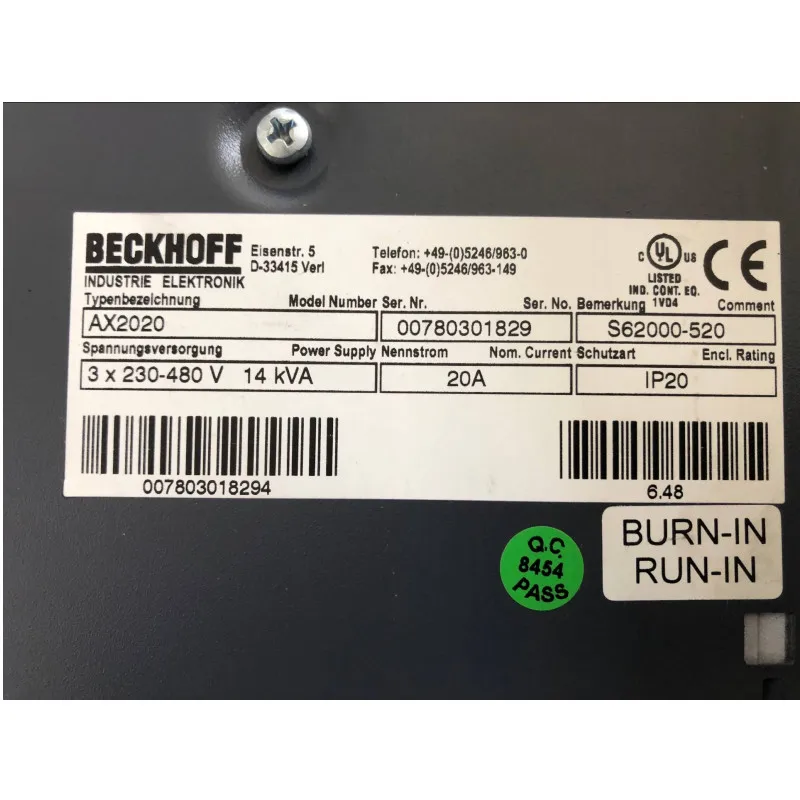 BECKHOFF
INDUSTRIE ELEKTRONIK
Eisenstr. 5
D-33415 Verl
Telefon: +49-(0)5246/963-0
Fax: +49-(0)5246/963-149
C UL US
LISTED
IND. CONT. EQ.
1VD4
CE
Typenbezeichnung Model Number Ser. Nr. Ser. No. Bemerkung Comment
AX2020 00780301829 S62000-520
Spannungsversorgung Power Supply Nennstrom Nom. Current Schutzart Encl. Rating
3 x 230-480 V 14 kVA 20A IP20
007803018294 6.48
Q.C.
8454
PASS
BURN-IN
RUN-IN